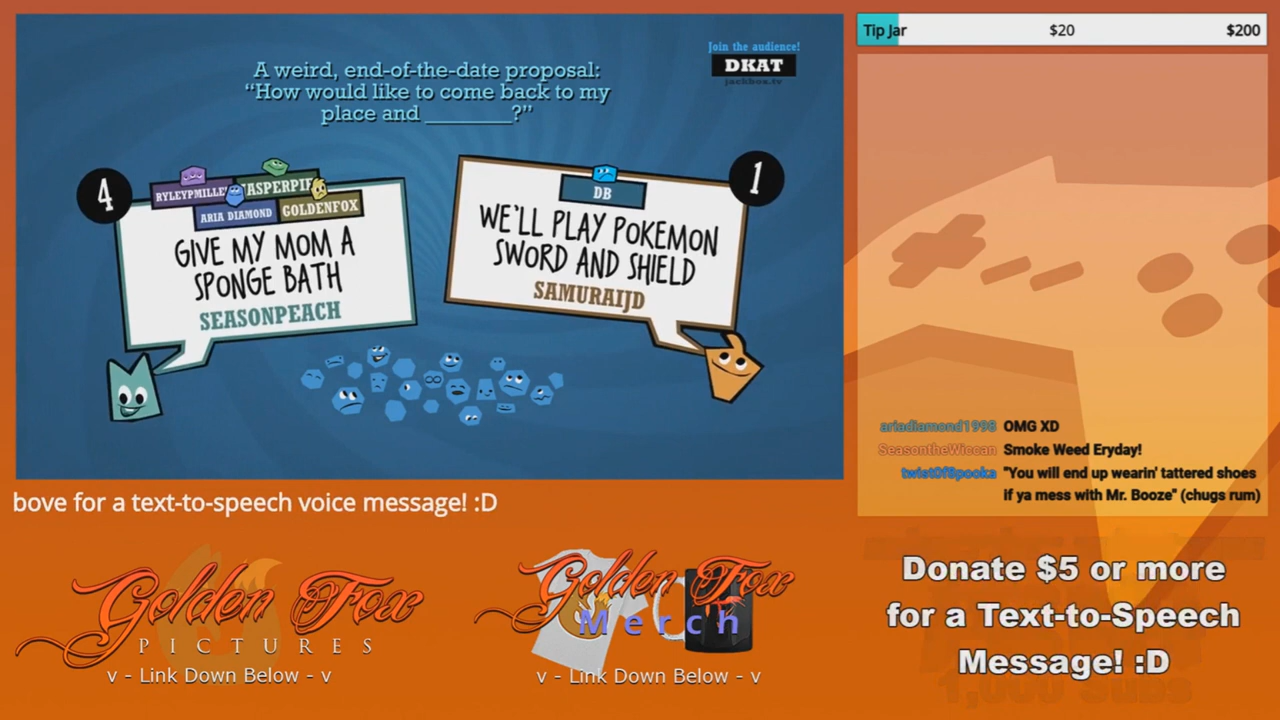 Join the audience!
DKAT
jackbox.tv
A weird, end-of-the-date proposal:
“How would like to come back to my
place and ________?”
4
RYLEYPMILLE
ASPERPIE
ARIA DIAMOND
GOLDENFOX
GIVE MY MOM A
SPONGE BATH
SEASONPEACH
1
DB
WE'LL PLAY POKEMON
SWORD AND SHIELD
SAMURAIJD
Tip Jar
$20
$200
ariadiamond1998 OMG XD
SeasontheWiccan Smoke Weed Eryday!
twistOfSpooka "You will end up wearin' tattered shoes
if ya mess with Mr. Booze" (chugs rum)
bove for a text-to-speech voice message! :D
Golden Fox
PICTURES
v - Link Down Below - v
Golden Fox
Merch
v - Link Down Below - v
Donate $5 or more
for a Text-to-Speech
Message! :D
1,000 Subs